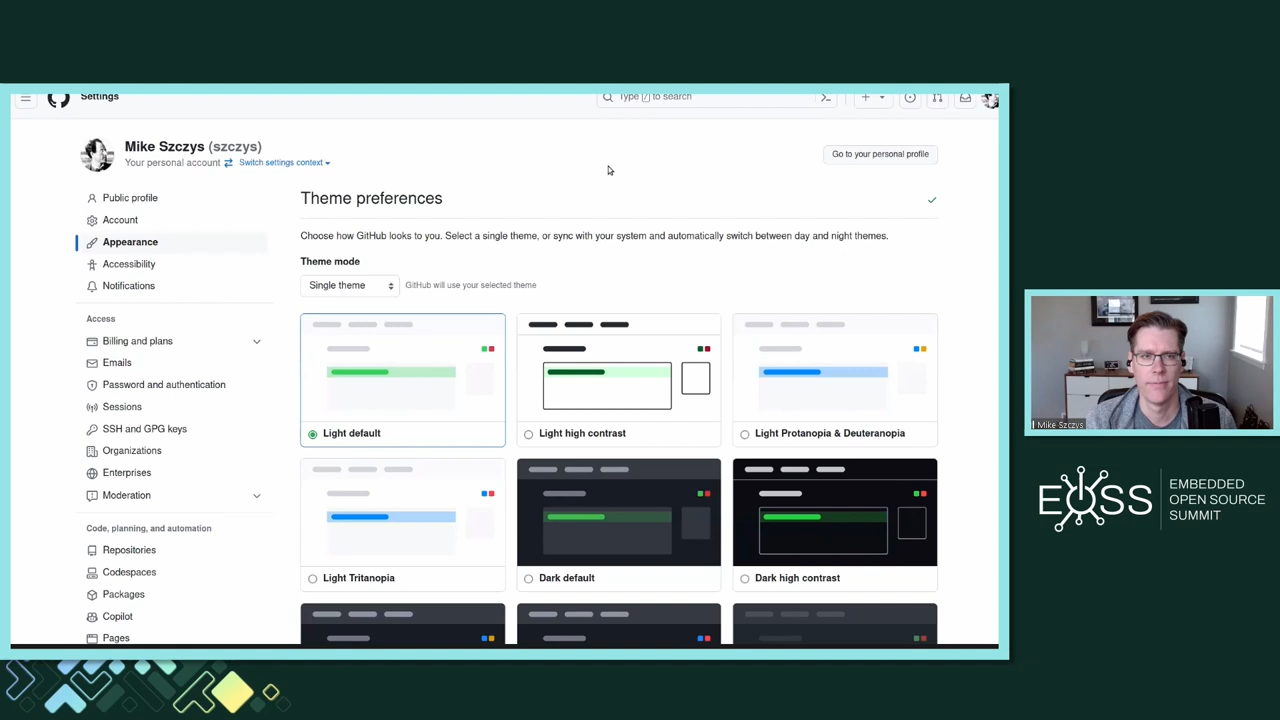 Settings
Type / to search
Mike Szczys (szczys)
Your personal account
Switch settings context
Go to your personal profile
Public profile
Account
Appearance
Accessibility
Notifications
Access
Billing and plans
Emails
Password and authentication
Sessions
SSH and GPG keys
Organizations
Enterprises
Moderation
Code, planning, and automation
Repositories
Codespaces
Packages
Copilot
Pages
Theme preferences
Choose how GitHub looks to you. Select a single theme, or sync with your system and automatically switch between day and night themes.
Theme mode
Single theme
GitHub will use your selected theme
Light default
Light high contrast
Light Protanopia & Deuteranopia
Light Tritanopia
Dark default
Dark high contrast
Mike Szczys
EOSS
EMBEDDED
OPEN SOURCE
SUMMIT